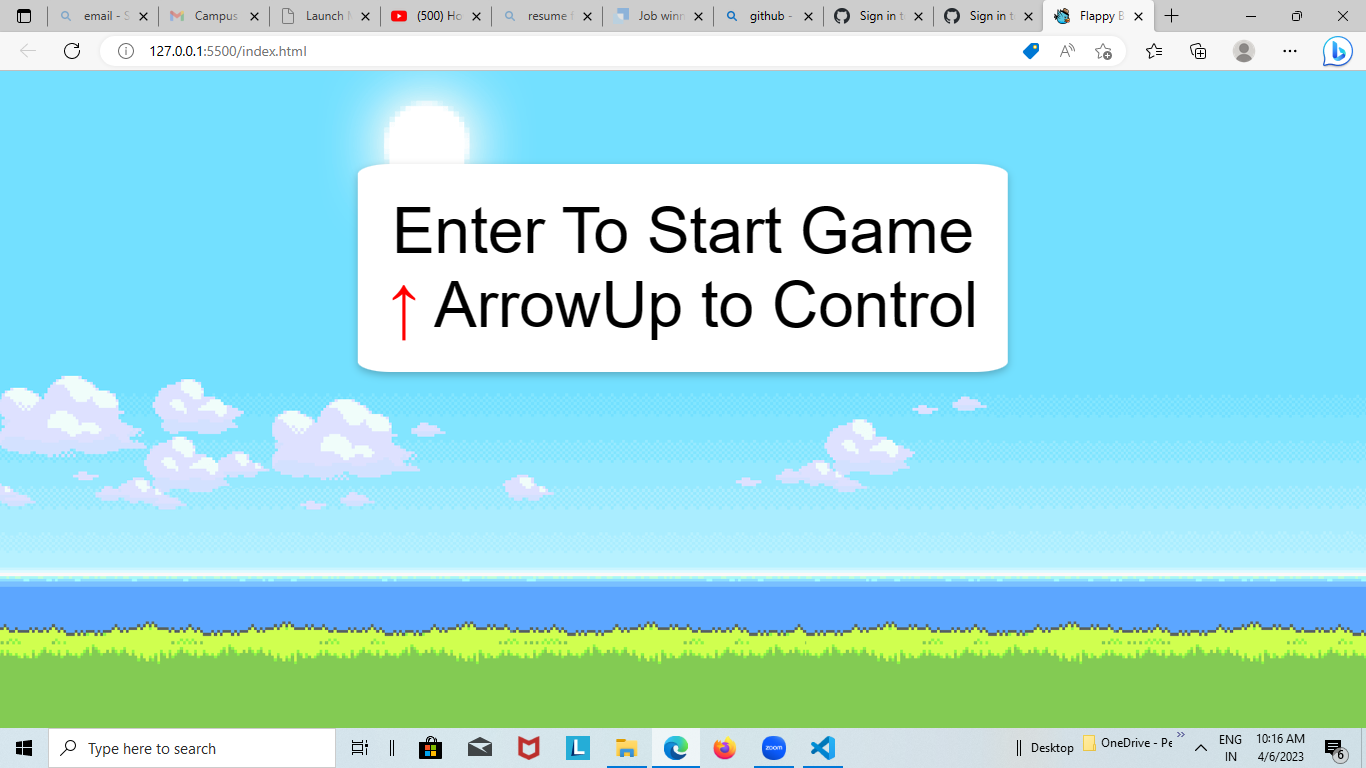 email - S
Campus
Launch M
(500) Ho
resume f
Job winn
github -
Sign in t
Sign in t
Flappy B
127.0.0.1:5500/index.html
Enter To Start Game
↑ ArrowUp to Control
Type here to search
L
zoom
Desktop
OneDrive - Pe
ENG
IN
10:16 AM
4/6/2023
6